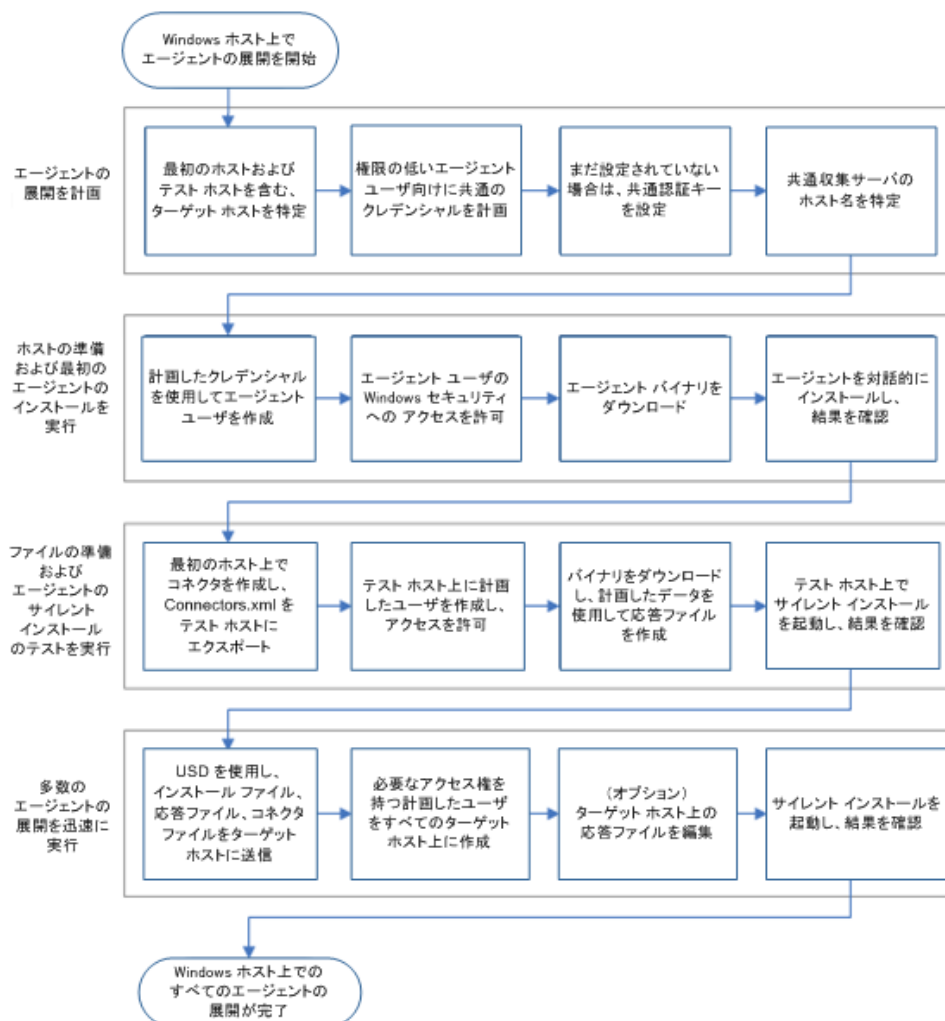 Windows ホスト上で
エージェントの展開を開始
エージェントの
展開を計画
最初のホストおよび
テスト ホストを含む、
ターゲット ホストを特定
権限の低いエージェント
ユーザ向けに共通の
クレデンシャルを計画
まだ設定されていない
場合は、共通認証キー
を設定
共通収集サーバの
ホスト名を特定
ホストの準備
および最初の
エージェントの
インストールを
実行
計画したクレデンシャル
を使用してエージェント
ユーザを作成
エージェント ユーザの
Windows セキュリティ
への アクセスを許可
エージェント バイナリを
ダウンロード
エージェントを対話的に
インストールし、
結果を確認
ファイルの準備
および
エージェントの
サイレント
インストール
のテストを実行
最初のホスト上で
コネクタを作成し、
Connectors.xml を
テスト ホストに
エクスポート
テスト ホスト上に計画
したユーザを作成し、
アクセスを許可
バイナリをダウンロード
し、計画したデータを
使用して応答ファイル
を作成
テスト ホスト上で
サイレント インストール
を起動し、結果を確認
多数の
エージェントの
展開を迅速に
実行
USD を使用し、
インストール ファイル、
応答ファイル、コネクタ
ファイルをターゲット
ホストに送信
必要なアクセス権を
持つ計画したユーザ
をすべてのターゲット
ホスト上に作成
(オプション)
ターゲット ホスト上の
応答ファイルを編集
サイレント インストールを
起動し、結果を確認
Windows ホスト上での
すべてのエージェントの
展開が完了